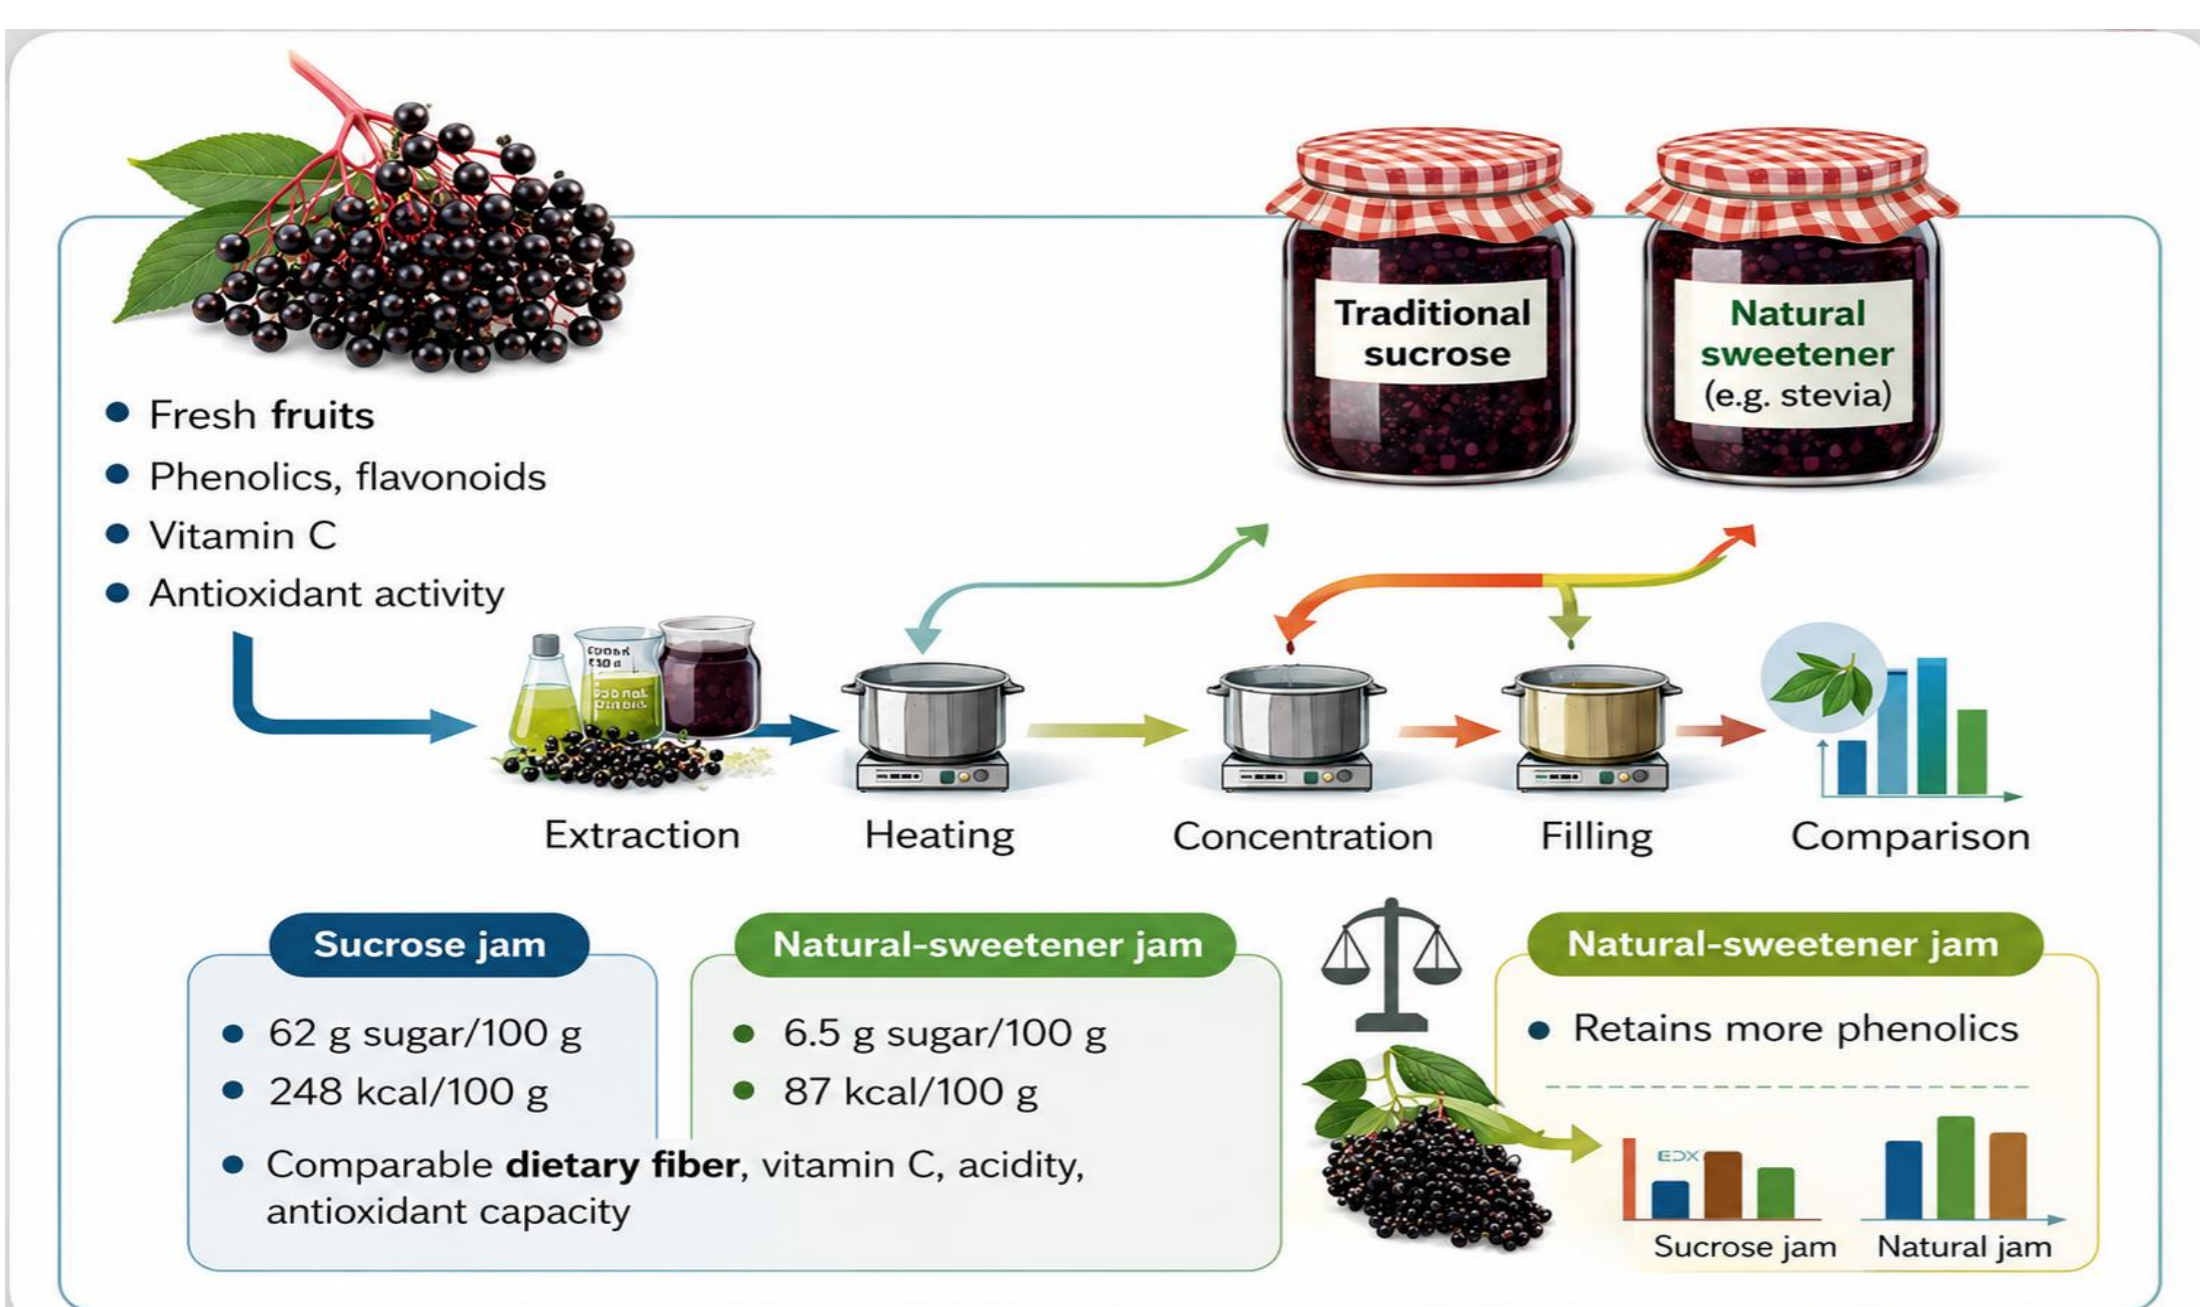 Traditional
sucrose
Natural
sweetener
(e.g. stevia)
Fresh fruits
Phenolics, flavonoids
Vitamin C
Antioxidant activity
Extraction
Heating
Concentration
Filling
Comparison
Sucrose jam
62 g sugar/100 g
248 kcal/100 g
Natural-sweetener jam
6.5 g sugar/100 g
87 kcal/100 g
Comparable dietary fiber, vitamin C, acidity,
antioxidant capacity
Natural-sweetener jam
Retains more phenolics
Sucrose jam
Natural jam